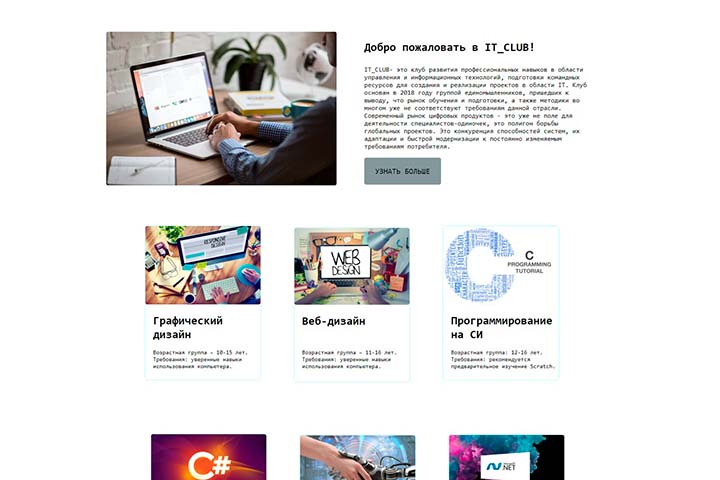 Добро пожаловать в IT_CLUB!
IT_CLUB- это клуб развития профессиональных навыков в области
управления и информационных технологий, подготовки командных
ресурсов для создания и реализации проектов в области IT. Клуб
основан в 2018 году группой единомышленников, пришедших к
выводу, что рынок обучения и подготовки, а также методики во
многом уже не соответствуют требованиям данной отрасли.
Современный рынок цифровых продуктов - это уже не поле для
деятельности специалистов-одиночек, это полигон борьбы
глобальных проектов. Это конкуренция способностей систем, их
адаптации и быстрой модернизации к постоянно изменяемым
требованиям потребителя.
УЗНАТЬ БОЛЬШЕ
RESPONSIVE
DESIGN
WEB
DESIGN
C
PROGRAMMING
TUTORIAL
Графический
дизайн
Возрастная группа – 10-15 лет.
Требования: уверенные навыки
использования компьютера.
Веб-дизайн
Возрастная группа – 11-16 лет.
Требования: уверенные навыки
использования компьютера.
Программирование
на СИ
Возрастная группа: 12-16 лет.
Требования: рекомендуется
предварительное изучение Scratch.
C#
.NET